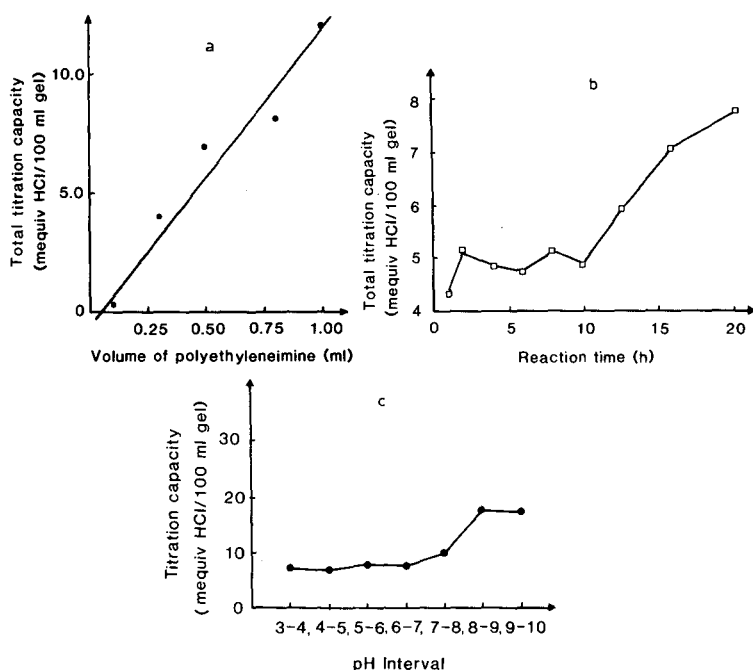 a
Total titration capacity
(mequiv HCl/100 ml gel)
10.0
5.0
0
0.25 0.50 0.75 1.00
Volume of polyethyleneimine (ml)
b
Total titration capacity
(mequiv HCl/100 ml gel)
8
7
6
5
4
0 5 10 15 20
Reaction time (h)
c
Titration capacity
(mequiv HCl/100 ml gel)
30
20
10
0
3-4, 4-5, 5-6, 6-7, 7-8, 8-9, 9-10
pH Interval